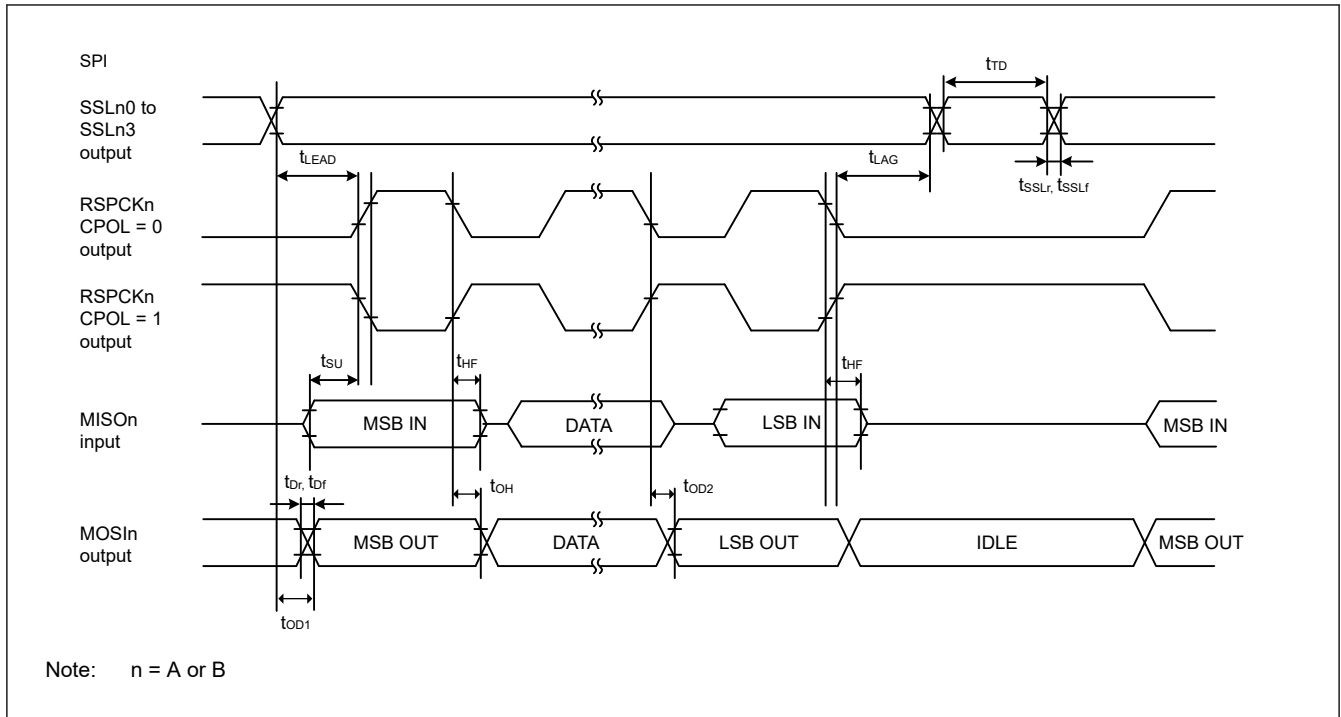 SPI
tTD
SSLn0 to
SSLn3
output
tLEAD
tLAG
tSSLr, tSSLf
RSPCKn
CPOL = 0
output
RSPCKn
CPOL = 1
output
tSU
tHF
tHF
MISOn
input
MSB IN
DATA
LSB IN
MSB IN
tDr, tDf
tOH
tOD2
MOSIn
output
MSB OUT
DATA
LSB OUT
IDLE
MSB OUT
tOD1
Note: n = A or B